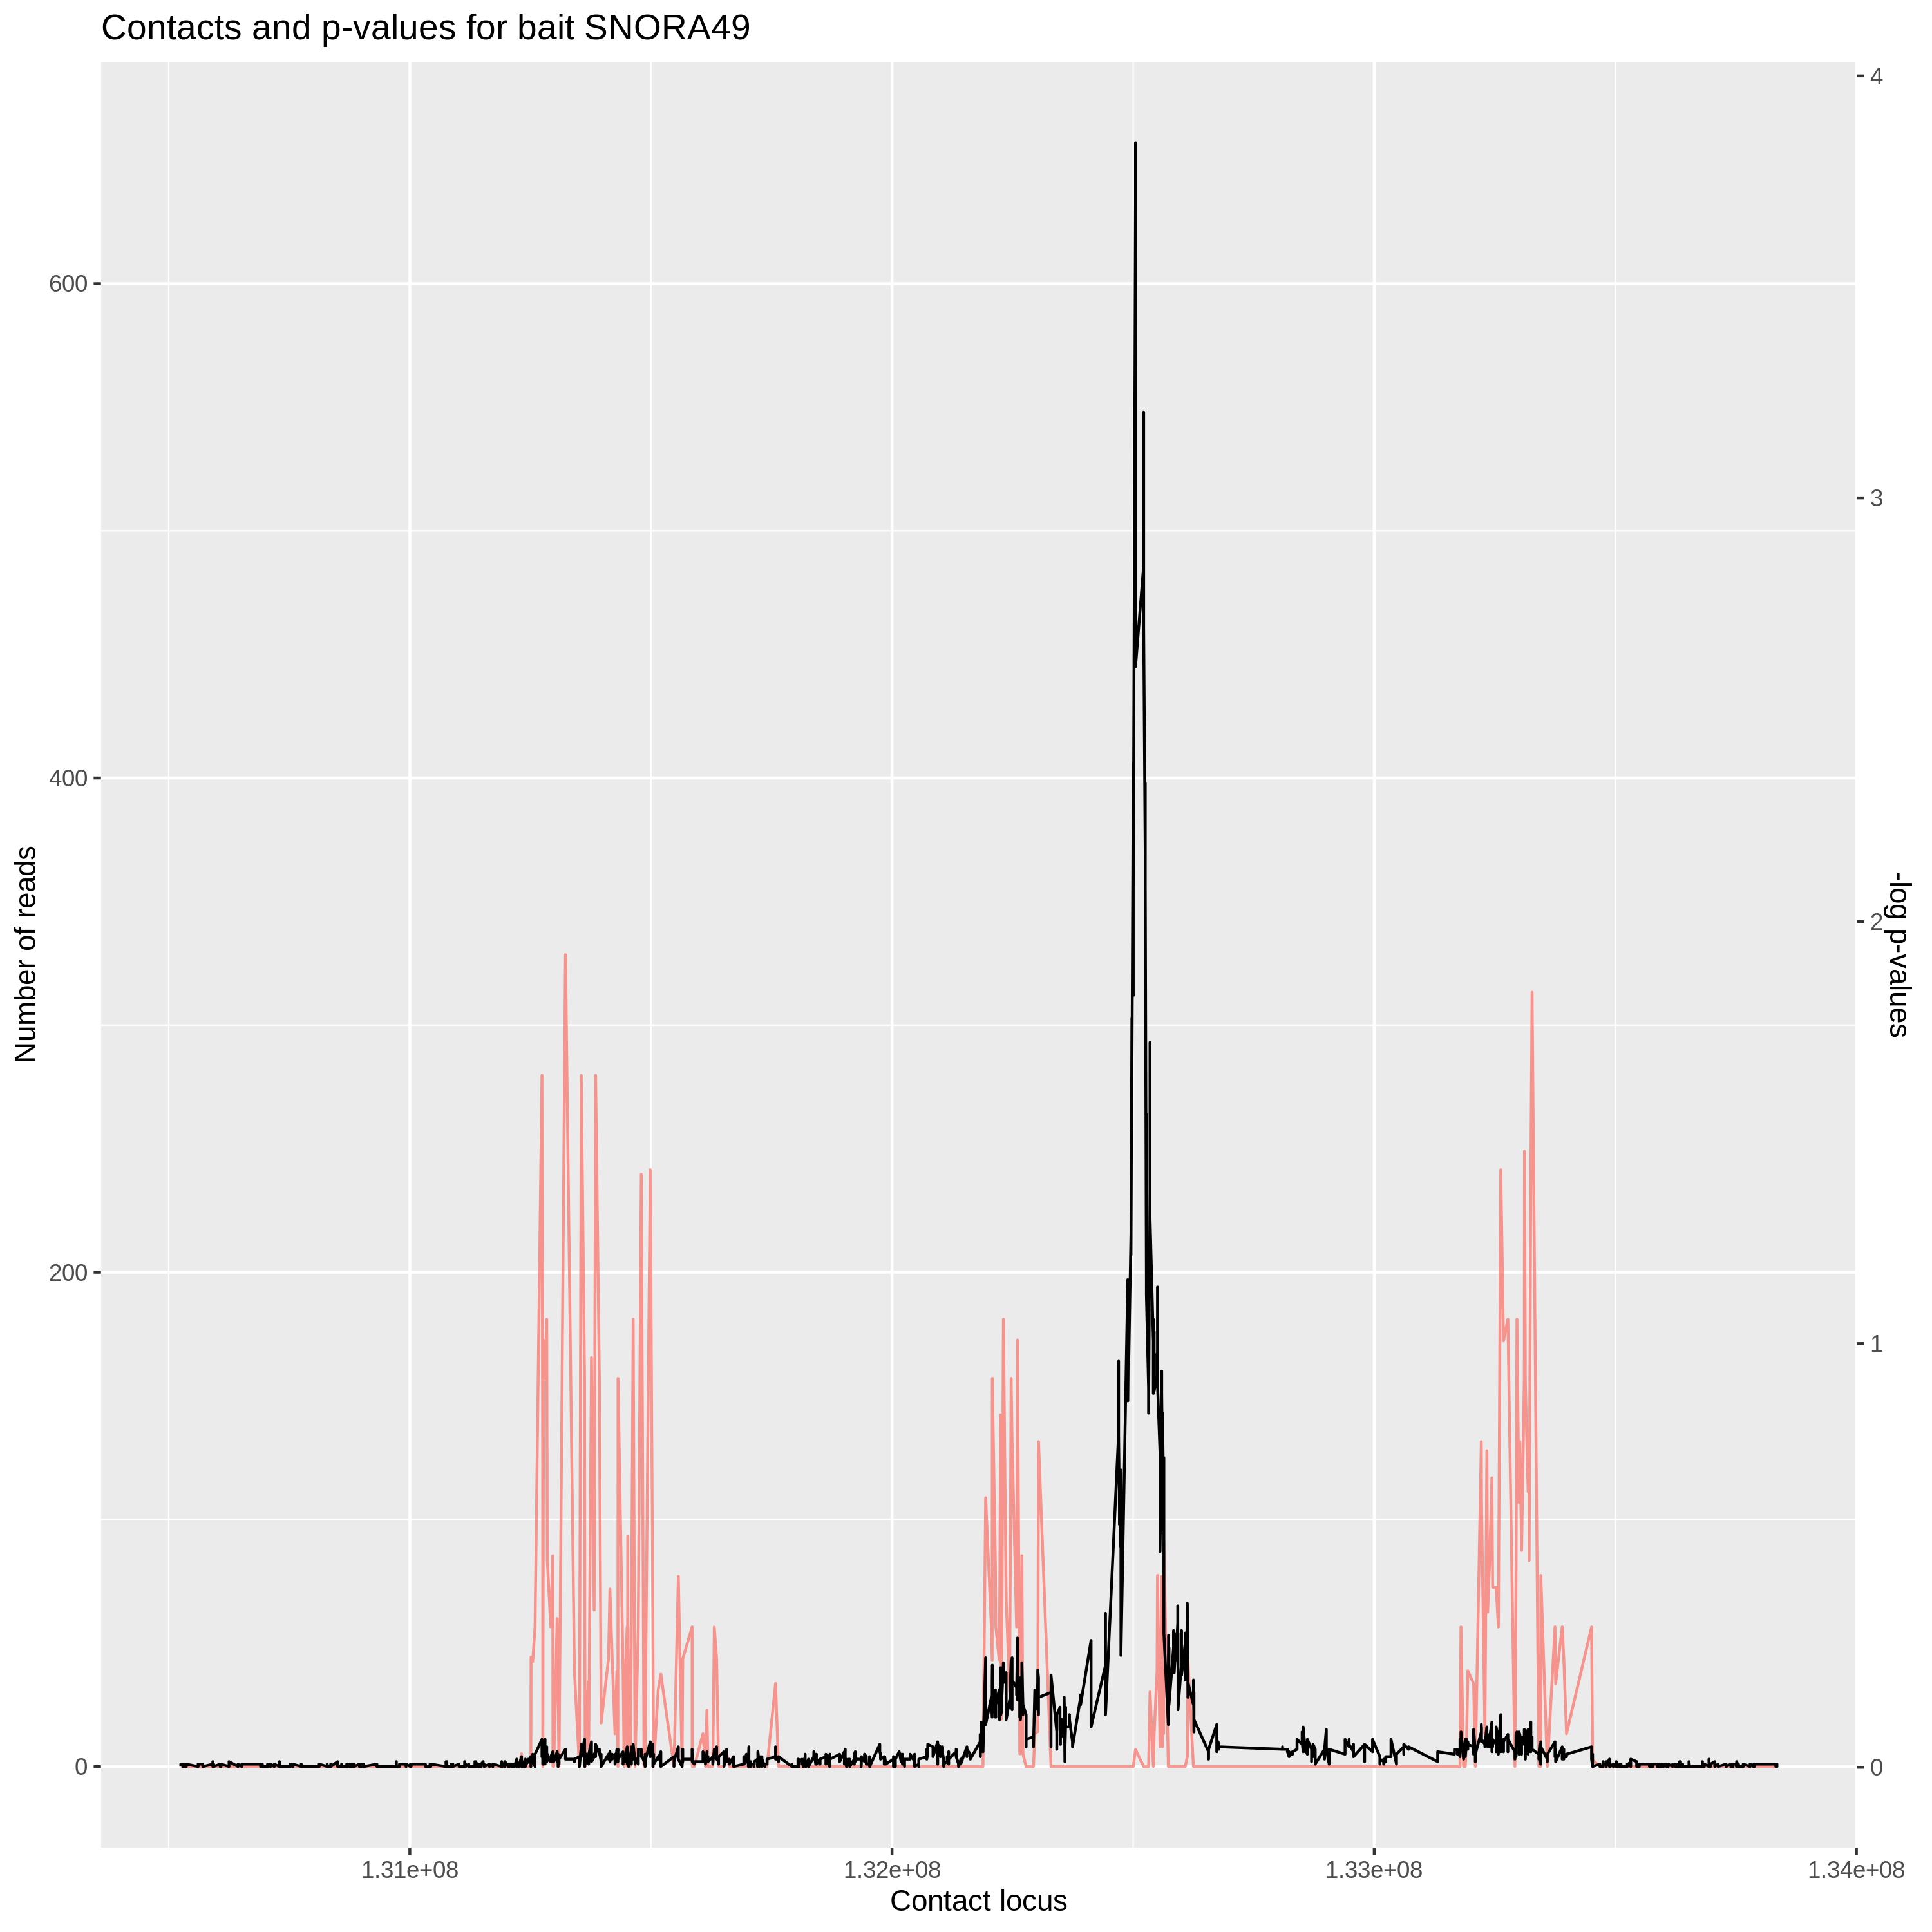 Contacts and p-values for bait SNORA49
Number of reads
600
400
200
0
4
3
2
1
0
-log p-values
1.31e+08
1.32e+08
1.33e+08
1.34e+08
Contact locus